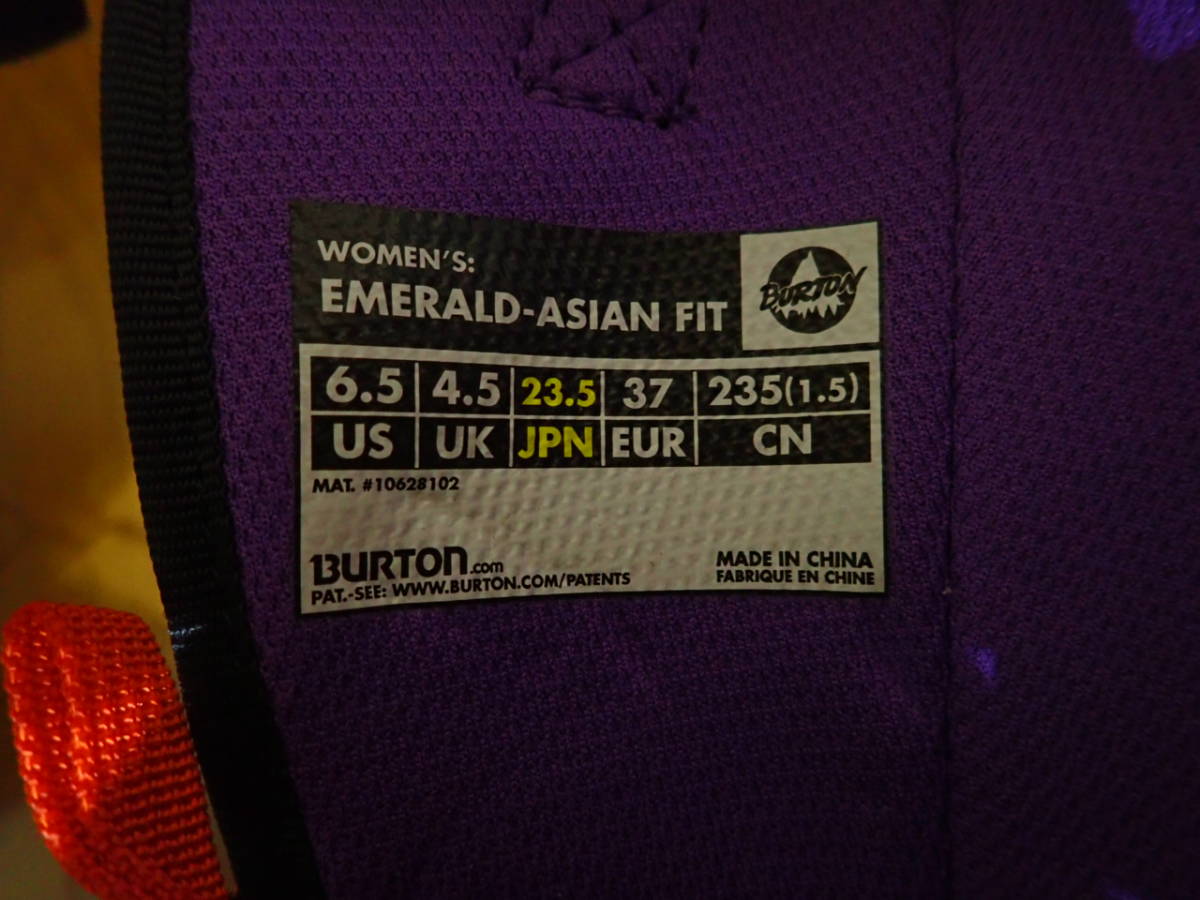 WOMEN'S:
EMERALD-ASIAN FIT
BURTON
6.5 4.5 23.5 37 235(1.5)
US UK JPN EUR CN
MAT. #10628102
BURTON.com
PAT.-SEE: WWW.BURTON.COM/PATENTS
MADE IN CHINA
FABRIQUE EN CHINE